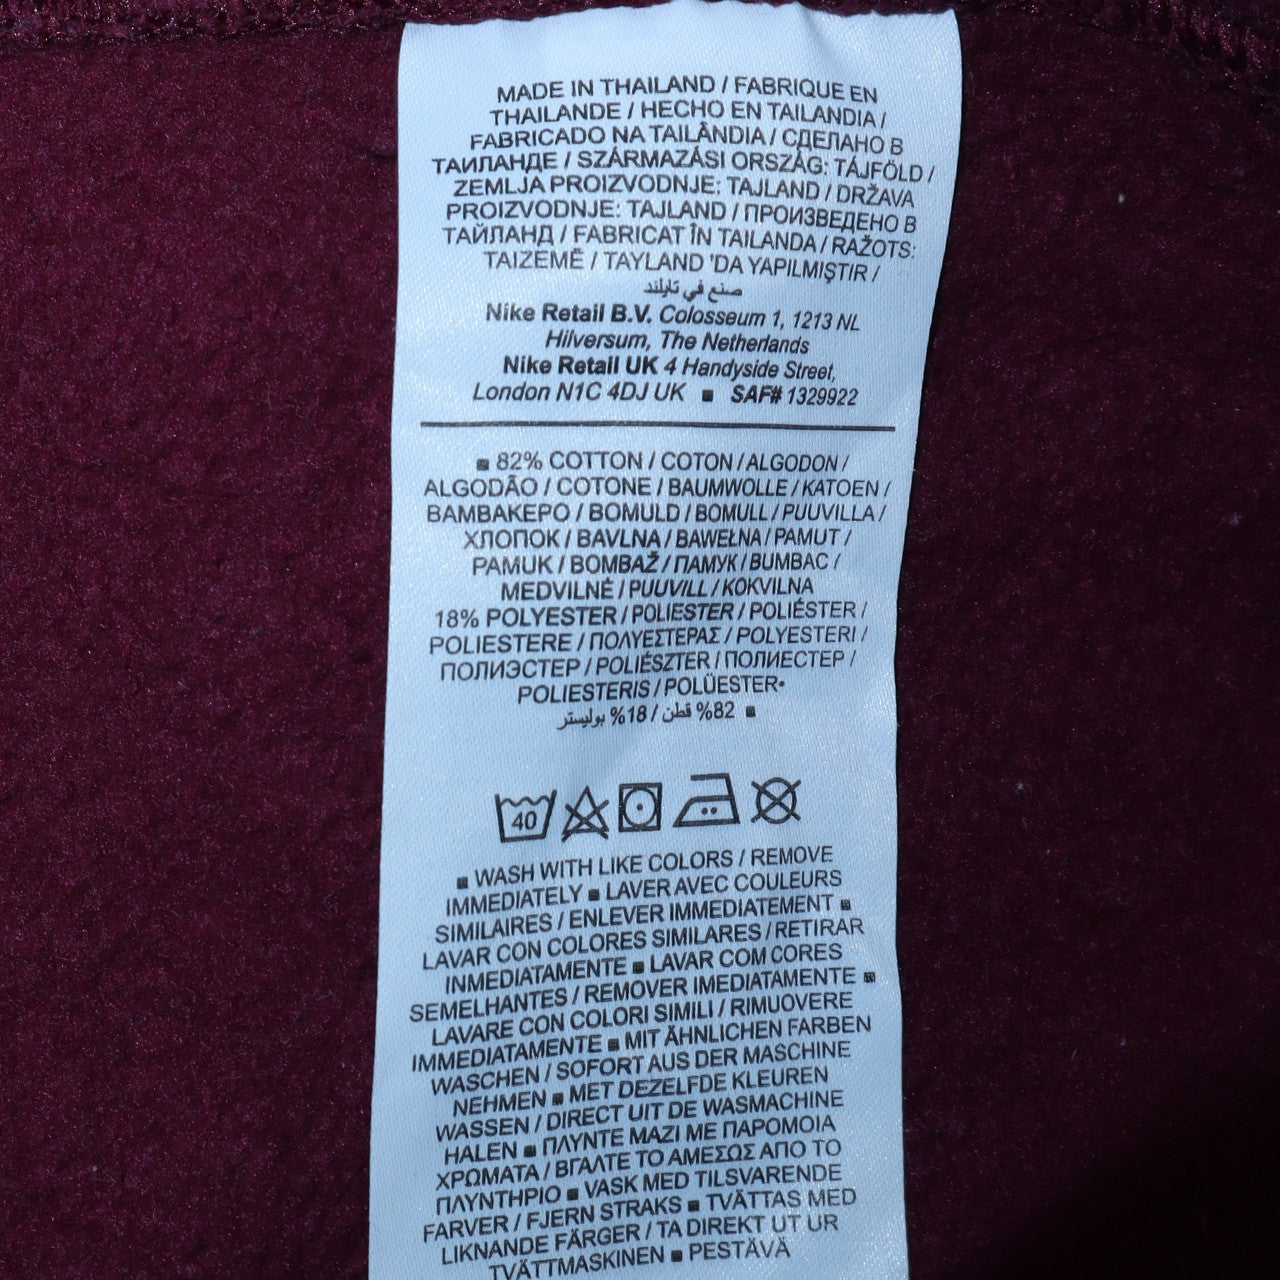 MADE IN THAILAND / FABRIQUE EN
THAILANDE / HECHO EN TAILANDIA /
FABRICADO NA TAILÂNDIA / СДЕЛАНО В
ТАИЛАНДЕ / SZÁRMAZÁSI ORSZÁG: TÁJFÖLD /
ZEMLJA PROIZVODNJE: TAJLAND / DRŽAVA
PROIZVODNJE: TAJLAND / ПРОИЗВЕДЕНО В
ТАЙЛАНД / FABRICAT ÎN TAILANDA / RAŽOTS:
TAIZEMĒ / TAYLAND 'DA YAPILMIŞTIR /
صنع في تايلند
Nike Retail B.V. Colosseum 1, 1213 NL
Hilversum, The Netherlands
Nike Retail UK 4 Handyside Street,
London N1C 4DJ UK ■ SAF# 1329922
■ 82% COTTON / COTON / ALGODON /
ALGODÃO / COTONE / BAUMWOLLE / KATOEN /
ΒΑΜΒΑΚΕΡΟ / BOMULD / BOMULL / PUUVILLA /
ХЛОПОК / BAVLNA / BAWEŁNA / PAMUT /
PAMUK / BOMBAŽ / ПАМУК / BUMBAC /
MEDVILNĖ / PUUVILL / KOKVILNA
18% POLYESTER / POLIESTER / POLIÉSTER /
POLIESTERE / ΠΟΛΥΕΣΤΕΡΑΣ / POLYESTERI /
ПОЛИЭСТЕР / POLIÉSZTER / ПОЛИЕСТЕР /
POLIESTERIS / POLÜESTER•
82% قطن / 18% بوليستر ■
40
■ WASH WITH LIKE COLORS / REMOVE
IMMEDIATELY ■ LAVER AVEC COULEURS
SIMILAIRES / ENLEVER IMMEDIATEMENT ■
LAVAR CON COLORES SIMILARES / RETIRAR
INMEDIATAMENTE ■ LAVAR COM CORES
SEMELHANTES / REMOVER IMEDIATAMENTE ■
LAVARE CON COLORI SIMILI / RIMUOVERE
IMMEDIATAMENTE ■ MIT ÄHNLICHEN FARBEN
WASCHEN / SOFORT AUS DER MASCHINE
NEHMEN ■ MET DEZELFDE KLEUREN
WASSEN / DIRECT UIT DE WASMACHINE
HALEN ■ ΠΛΥΝΤΕ ΜΑΖΙ ΜΕ ΠΑΡΟΜΟΙΑ
ΧΡΩΜΑΤΑ / ΒΓΑΛΤΕ ΤΟ ΑΜΕΣΩΣ ΑΠΟ ΤΟ
ΠΛΥΝΤΗΡΙΟ ■ VASK MED TILSVARENDE
FARVER / FJERN STRAKS ■ TVÄTTAS MED
LIKNANDE FÄRGER / TA DIREKT UT UR
TVÄTTMASKINEN ■ PESTÄVÄ